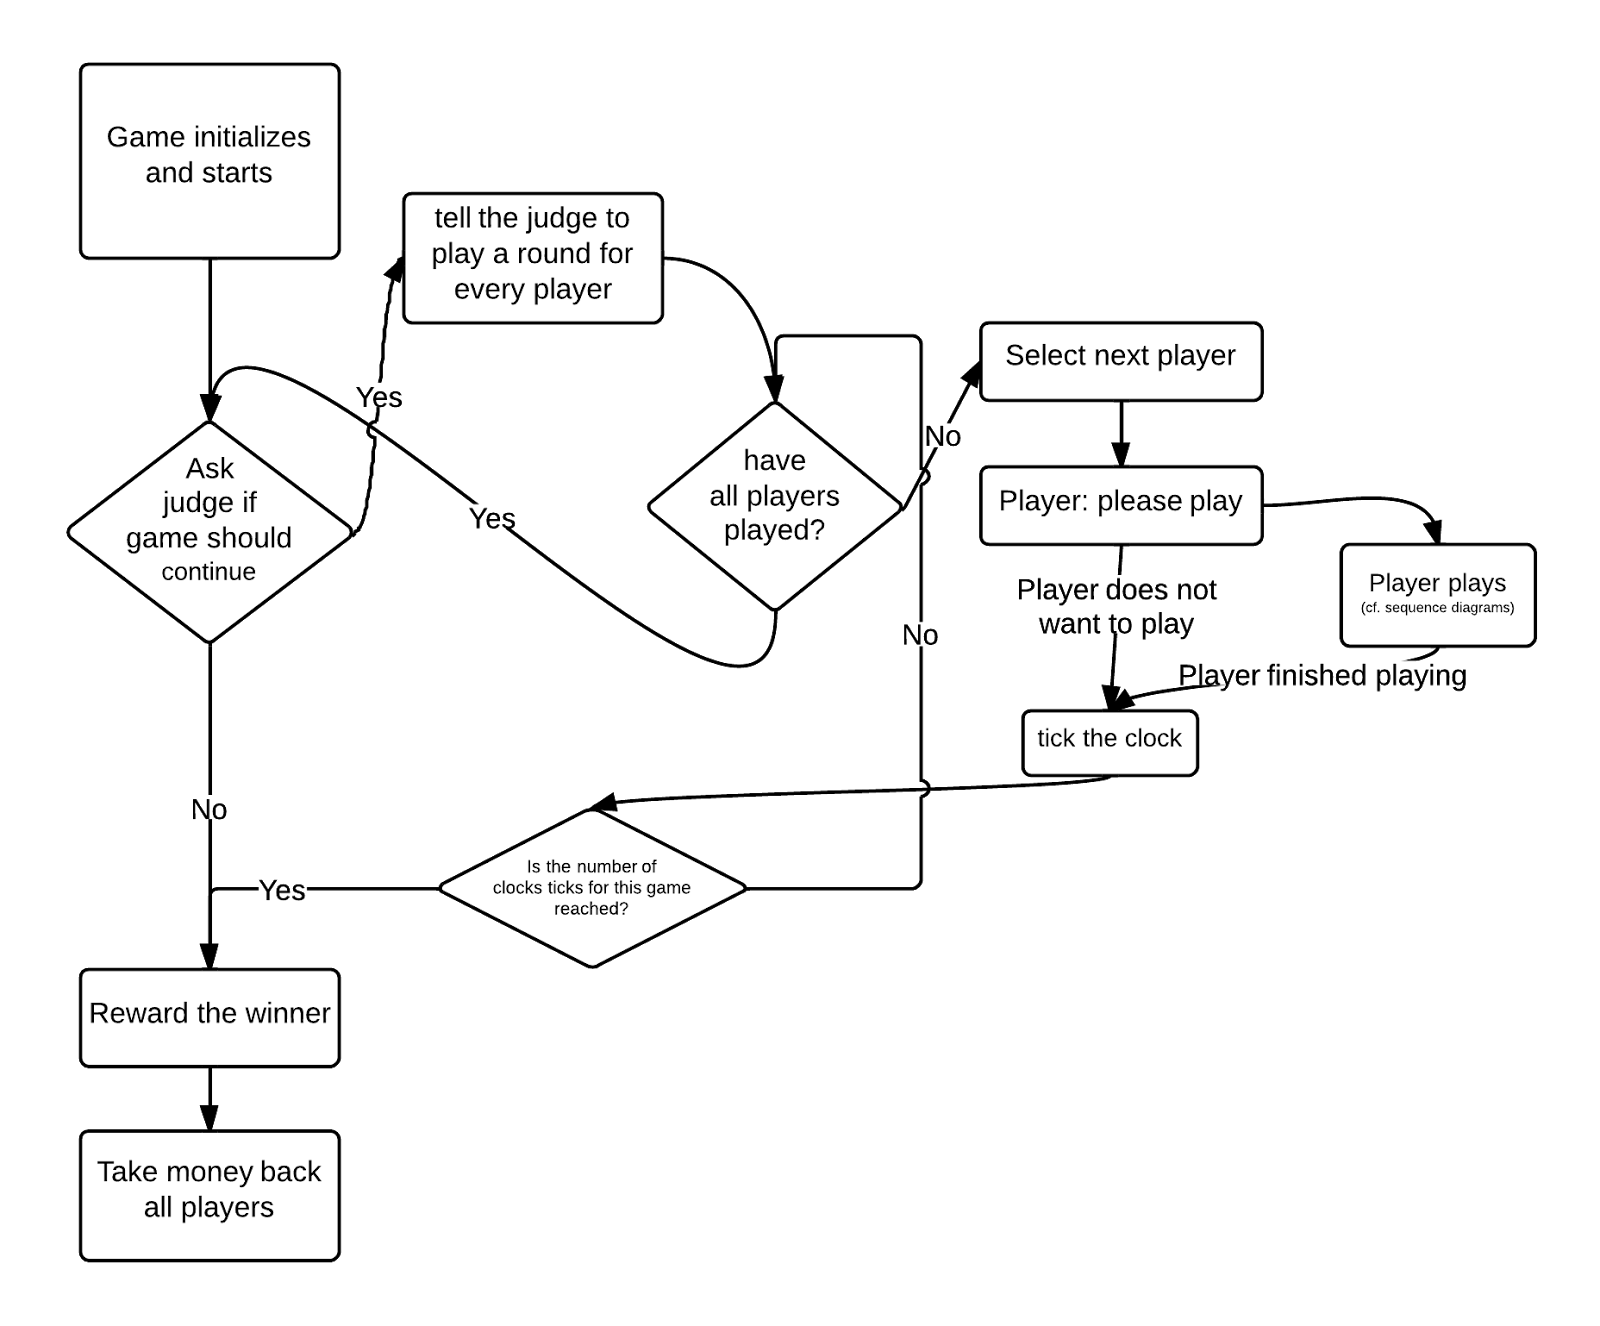 Game initializes
and starts
tell the judge to
play a round for
every player
Select next player
Yes
No
Ask
judge if
game should
continue
have
all players
played?
Player: please play
Yes
Player plays
(cf. sequence diagrams)
Player does not
want to play
No
Player finished playing
tick the clock
No
Is the number of
clocks ticks for this game
reached?
Yes
Reward the winner
Take money back
all players